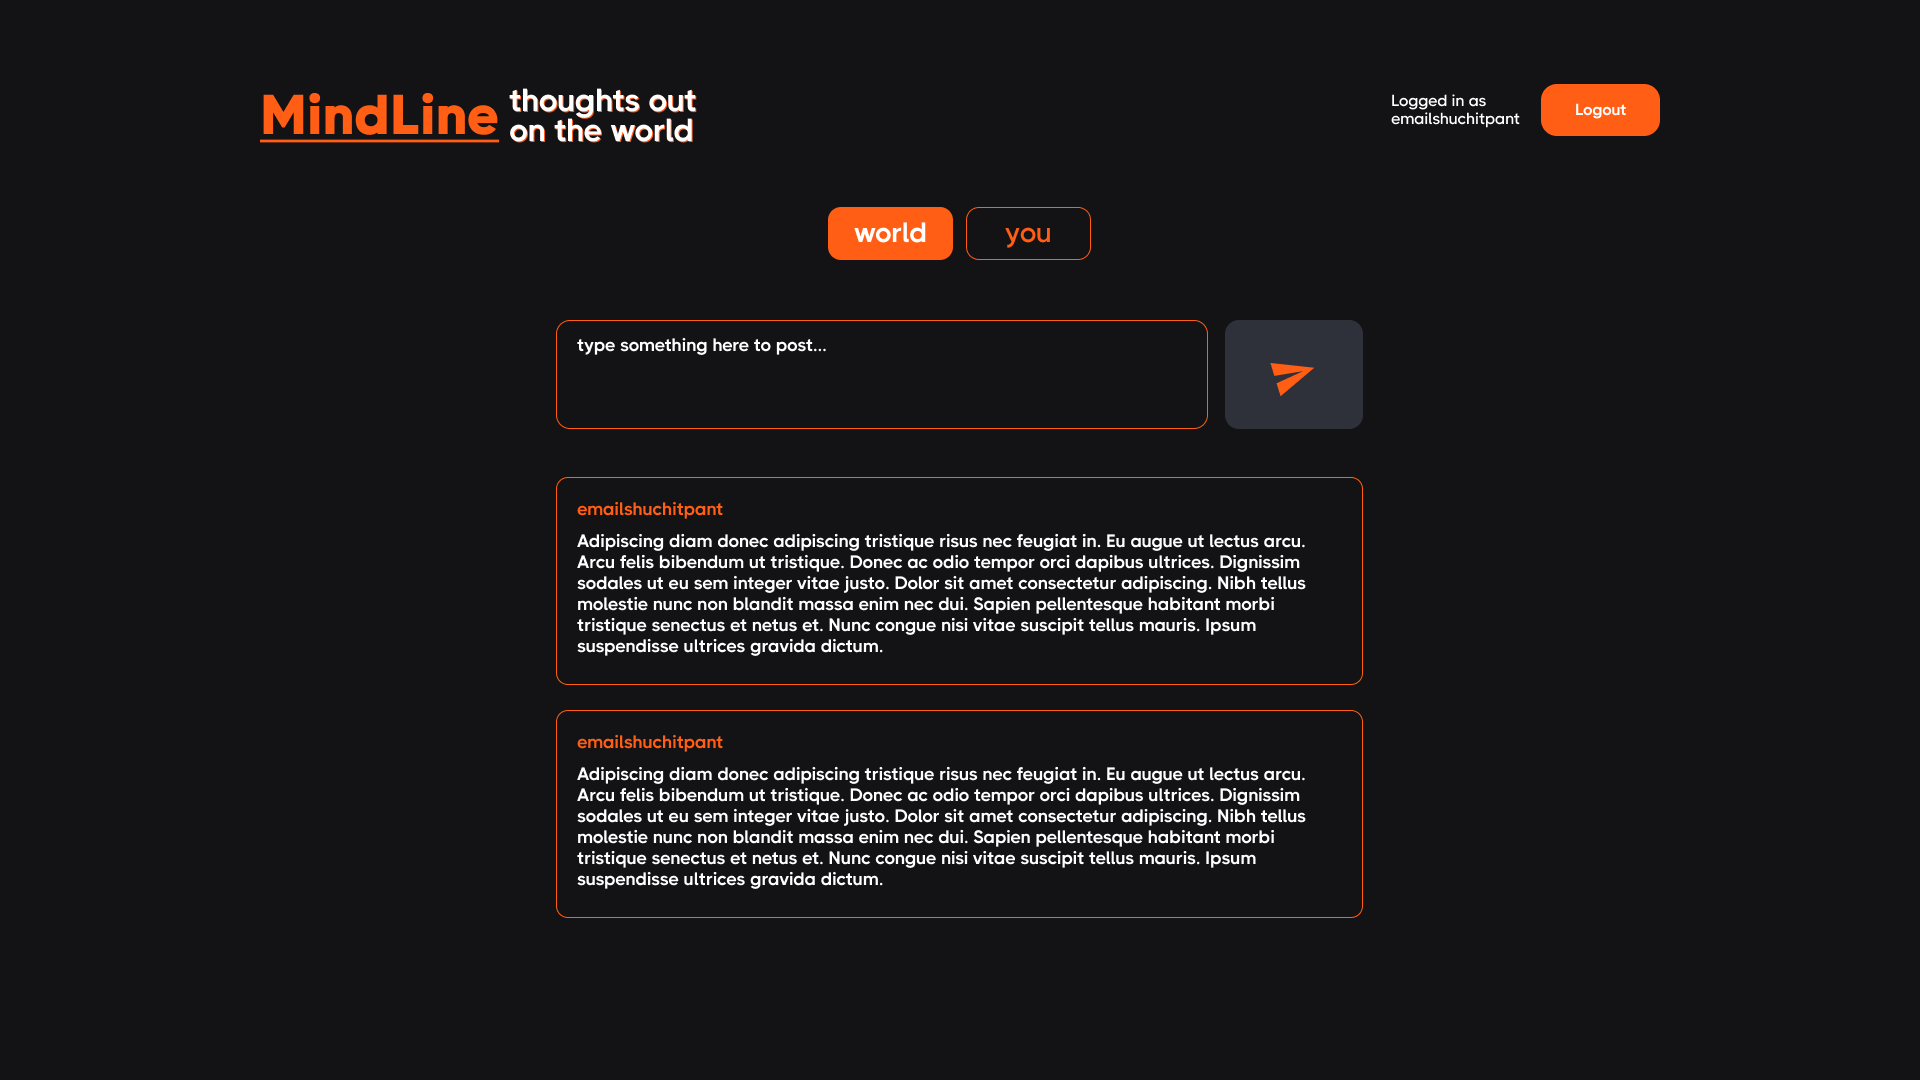 MindLine
thoughts out
on the world
Logged in as
emailshuchitpant
Logout
world
you
type something here to post...
emailshuchitpant
Adipiscing diam donec adipiscing tristique risus nec feugiat in. Eu augue ut lectus arcu.
Arcu felis bibendum ut tristique. Donec ac odio tempor orci dapibus ultrices. Dignissim
sodales ut eu sem integer vitae justo. Dolor sit amet consectetur adipiscing. Nibh tellus
molestie nunc non blandit massa enim nec dui. Sapien pellentesque habitant morbi
tristique senectus et netus et. Nunc congue nisi vitae suscipit tellus mauris. Ipsum
suspendisse ultrices gravida dictum.
emailshuchitpant
Adipiscing diam donec adipiscing tristique risus nec feugiat in. Eu augue ut lectus arcu.
Arcu felis bibendum ut tristique. Donec ac odio tempor orci dapibus ultrices. Dignissim
sodales ut eu sem integer vitae justo. Dolor sit amet consectetur adipiscing. Nibh tellus
molestie nunc non blandit massa enim nec dui. Sapien pellentesque habitant morbi
tristique senectus et netus et. Nunc congue nisi vitae suscipit tellus mauris. Ipsum
suspendisse ultrices gravida dictum.